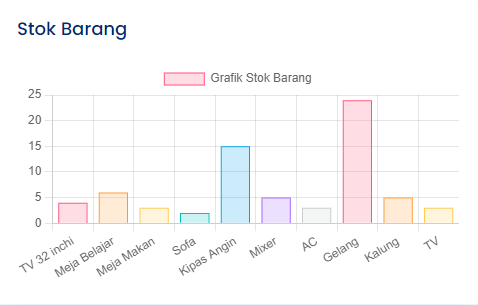 Stok Barang
Grafik Stok Barang
25
20
15
10
5
0
TV 32 inchi
Meja Belajar
Meja Makan
Sofa
Kipas Angin
Mixer
AC
Gelang
Kalung
TV